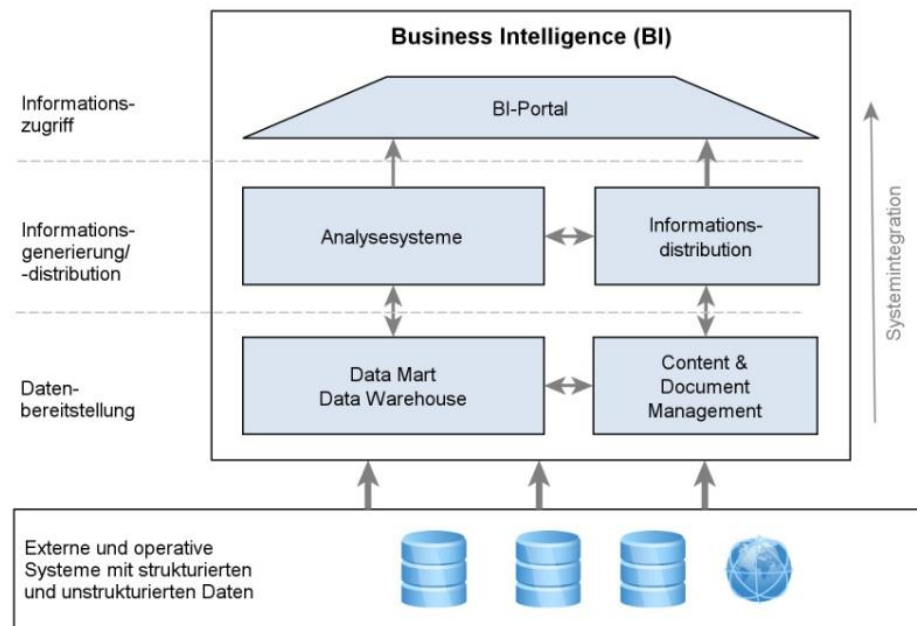 Business Intelligence (BI)
Informations-
zugriff
BI-Portal
Informations-
generierung/
-distribution
Analysesysteme
Informations-
distribution
Daten-
bereitstellung
Data Mart
Data Warehouse
Content &
Document
Management
Systemintegration
Externe und operative
Systeme mit strukturierten
und unstrukturierten Daten